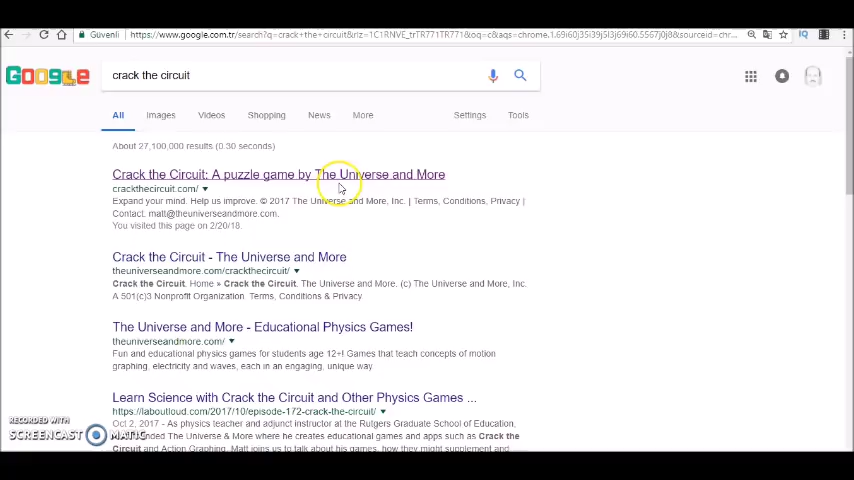 Güvenli
https://www.google.com.tr/search?q=crack+the+circuit&rlz=1C1RNVE_trTR771TR771&oq=c&aqs=chrome.1.69i60j35i39j5l3j69i60.5567j0j8&sourceid=chr...
Google
crack the circuit
All Images Videos Shopping News More Settings Tools
About 27,100,000 results (0.30 seconds)
Crack the Circuit: A puzzle game by The Universe and More
crackthecircuit.com/
Expand your mind. Help us improve. © 2017 The Universe and More, Inc. | Terms, Conditions, Privacy |
Contact: matt@theuniverseandmore.com.
You visited this page on 2/20/18.
Crack the Circuit - The Universe and More
theuniverseandmore.com/crackthecircuit/
Crack the Circuit. Home » Crack the Circuit. The Universe and More. (c) The Universe and More, Inc.
A 501(c)3 Nonprofit Organization. Terms, Conditions & Privacy
The Universe and More - Educational Physics Games!
theuniverseandmore.com/
Fun and educational physics games for students age 12+! Games that teach concepts of motion
graphing, electricity and waves, each in a challenging, unique way.
Learn Science with Crack the Circuit and Other Physics Games ...
https://laboutloud.com/2017/10/episode-172-crack-the-circuit/
Oct 2, 2017 - As physics teacher and adjunct instructor at the Rutgers Graduate School of Education,
founded The Universe & More where he creates educational games and apps such as Crack the
Circuit and Action Graphing. Matt joins us to talk about his games, how they might supplement and
RECORDED WITH
SCREENCAST MATIC